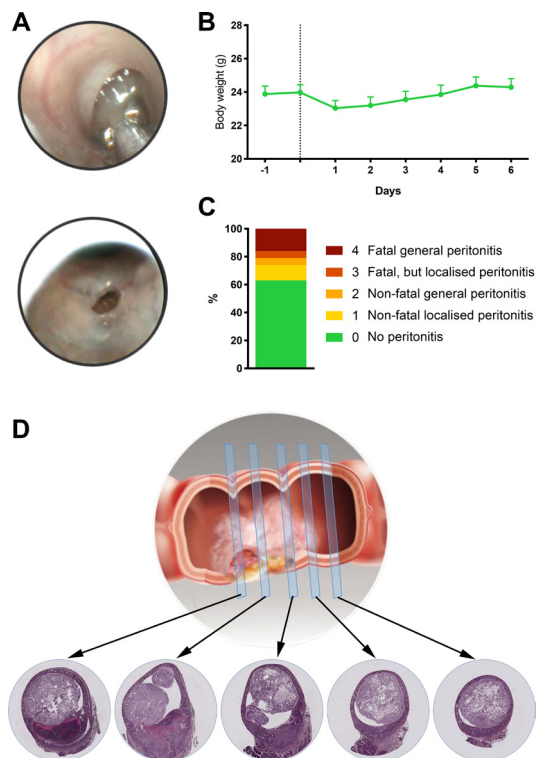 A
B
28
26
24
22
20
Body weight (g)
-1
1
2
3
4
5
6
Days
C
100
80
60
40
20
0
%
4 Fatal general peritonitis
3 Fatal, but localised peritonitis
2 Non-fatal general peritonitis
1 Non-fatal localised peritonitis
0 No peritonitis
D